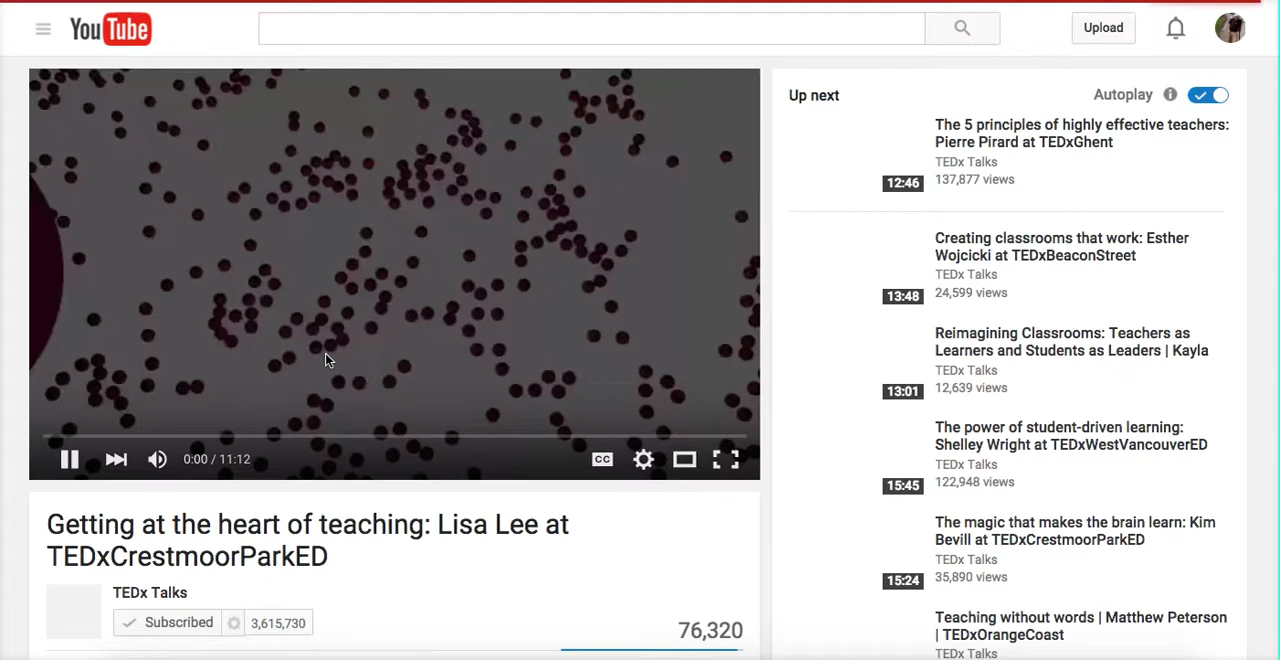 YouTube
Upload
Up next
Autoplay
The 5 principles of highly effective teachers:
Pierre Pirard at TEDxGhent
TEDx Talks
12:46
137,877 views
Creating classrooms that work: Esther
Wojcicki at TEDxBeaconStreet
TEDx Talks
13:48
24,599 views
Reimagining Classrooms: Teachers as
Learners and Students as Leaders | Kayla
TEDx Talks
13:01
12,639 views
The power of student-driven learning:
Shelley Wright at TEDxWestVancouverED
TEDx Talks
15:45
122,948 views
The magic that makes the brain learn: Kim
Bevill at TEDxCrestmoorParkED
TEDx Talks
15:24
35,890 views
Teaching without words | Matthew Peterson
| TEDxOrangeCoast
TEDx Talks
0:00 / 11:12
CC
Getting at the heart of teaching: Lisa Lee at
TEDxCrestmoorParkED
TEDx Talks
Subscribed
3,615,730
76,320